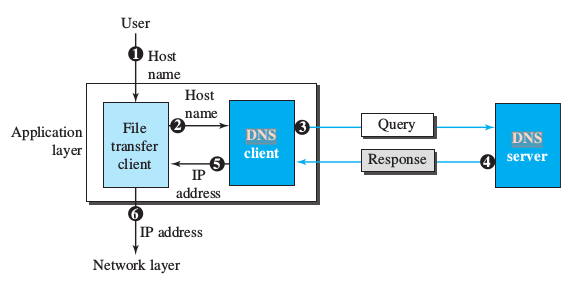 User
1 Host
name
Host
name
Application
layer
File
transfer
client
2
DNS
client
3
Query
DNS
server
Response
4
5
IP
address
6
IP address
Network layer